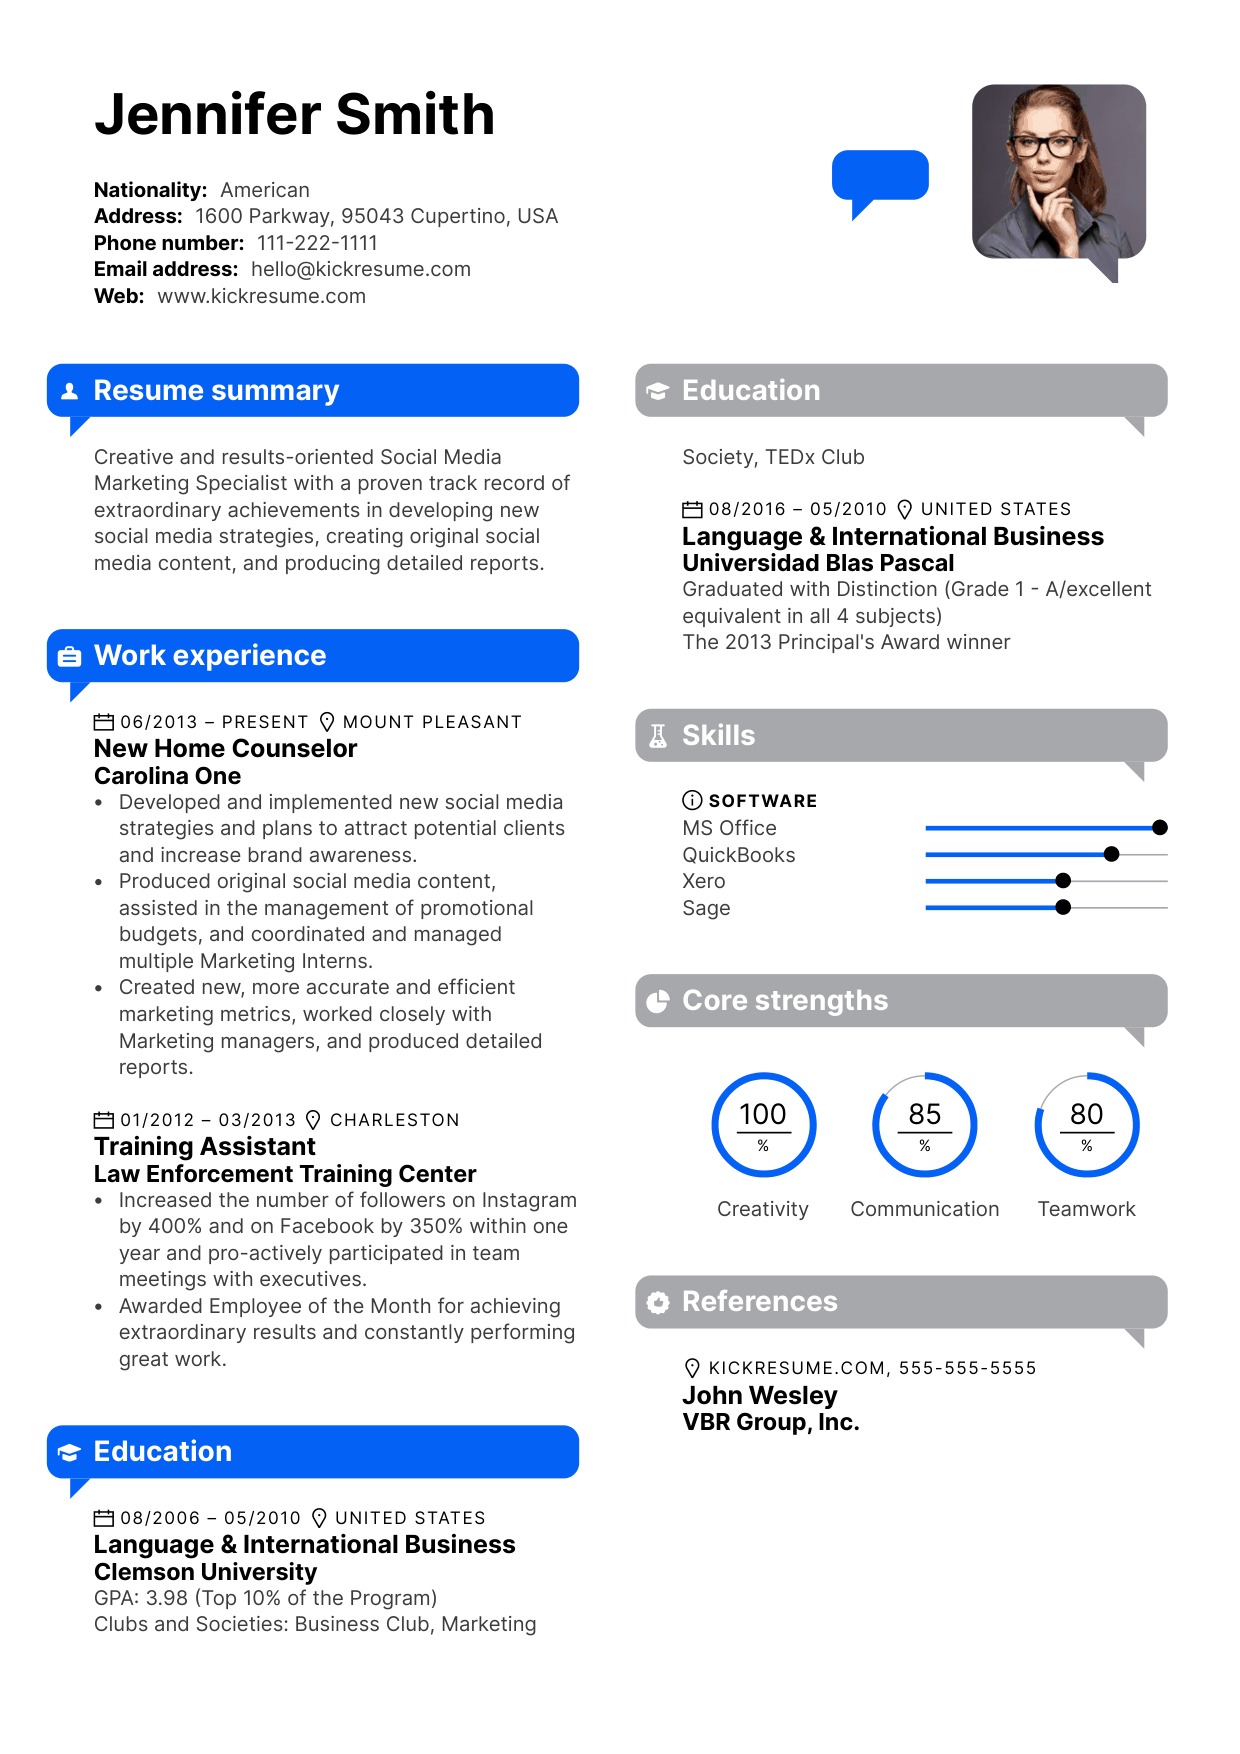 Jennifer Smith
Nationality: American
Address: 1600 Parkway, 95043 Cupertino, USA
Phone number: 111-222-1111
Email address: hello@kickresume.com
Web: www.kickresume.com
Resume summary
Creative and results-oriented Social Media
Marketing Specialist with a proven track record of
extraordinary achievements in developing new
social media strategies, creating original social
media content, and producing detailed reports.
Work experience
06/2013 – PRESENT MOUNT PLEASANT
New Home Counselor
Carolina One
• Developed and implemented new social media
strategies and plans to attract potential clients
and increase brand awareness.
• Produced original social media content,
assisted in the management of promotional
budgets, and coordinated and managed
multiple Marketing Interns.
• Created new, more accurate and efficient
marketing metrics, worked closely with
Marketing managers, and produced detailed
reports.
01/2012 – 03/2013 CHARLESTON
Training Assistant
Law Enforcement Training Center
• Increased the number of followers on Instagram
by 400% and on Facebook by 350% within one
year and pro-actively participated in team
meetings with executives.
• Awarded Employee of the Month for achieving
extraordinary results and constantly performing
great work.
Education
08/2006 – 05/2010 UNITED STATES
Language & International Business
Clemson University
GPA: 3.98 (Top 10% of the Program)
Clubs and Societies: Business Club, Marketing
Education
Society, TEDx Club
08/2016 – 05/2010 UNITED STATES
Language & International Business
Universidad Blas Pascal
Graduated with Distinction (Grade 1 - A/excellent
equivalent in all 4 subjects)
The 2013 Principal's Award winner
Skills
SOFTWARE
MS Office
QuickBooks
Xero
Sage
Core strengths
100 85 80
% % %
Creativity Communication Teamwork
References
KICKRESUME.COM, 555-555-5555
John Wesley
VBR Group, Inc.